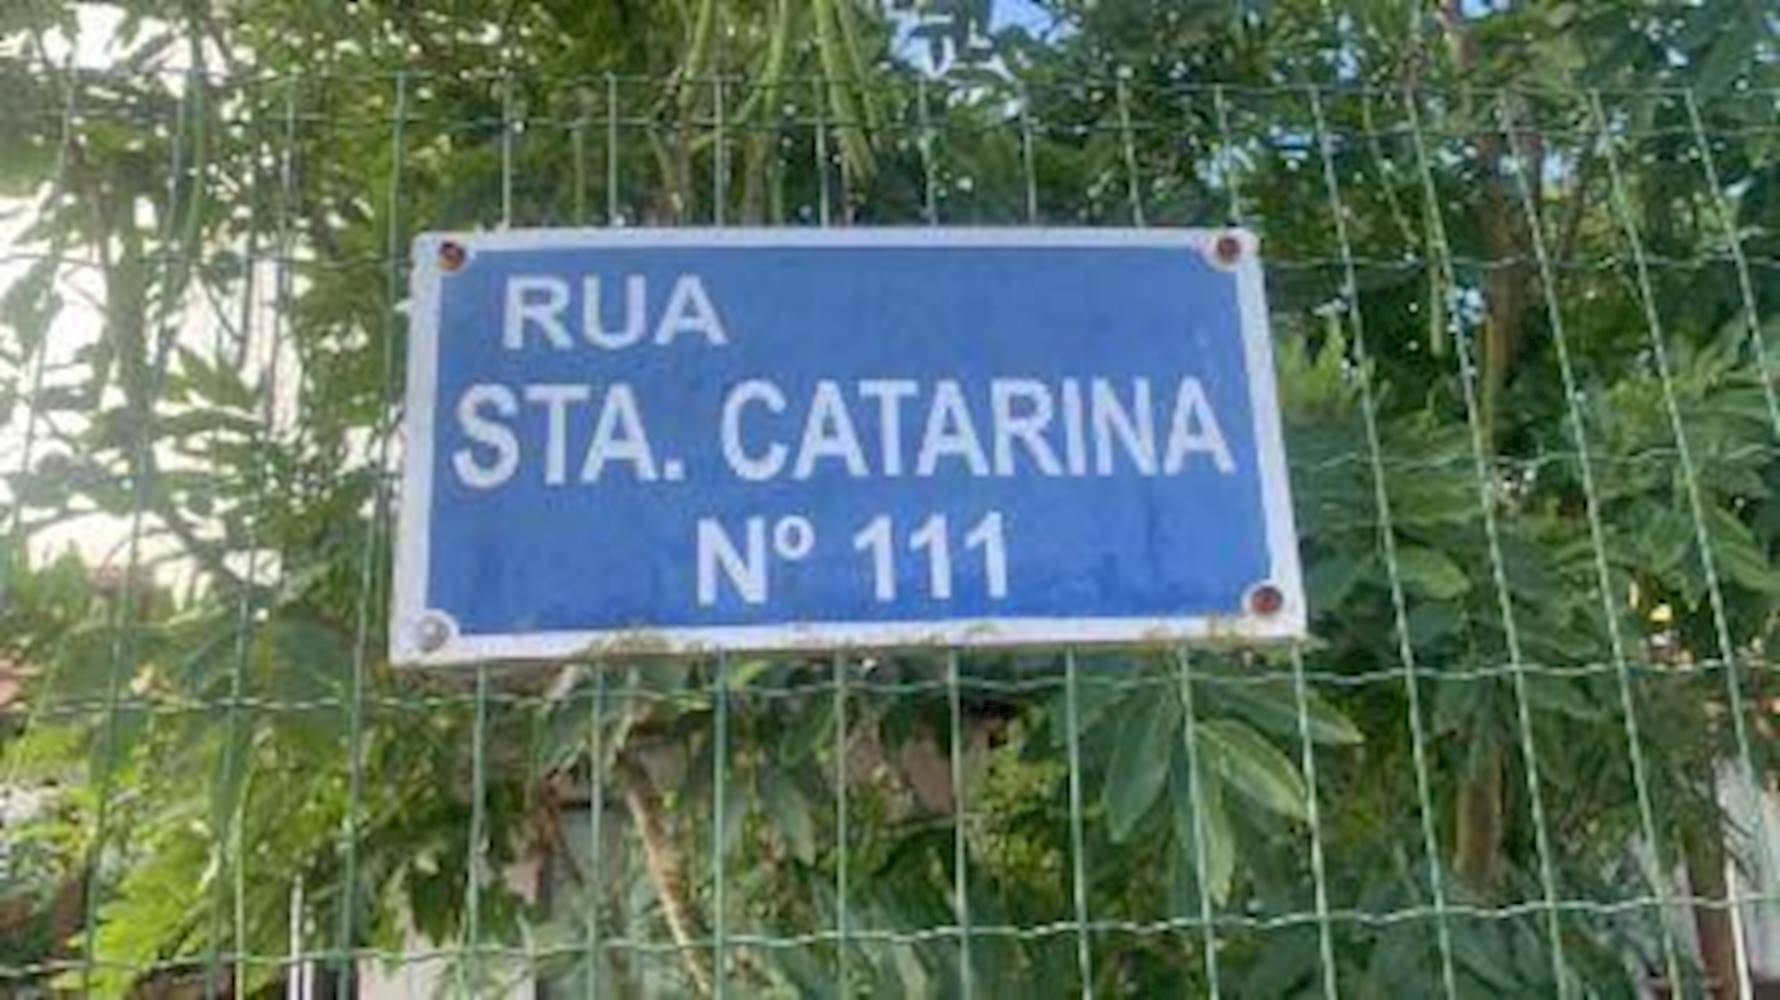 RUA
STA. CATARINA
Nº 111